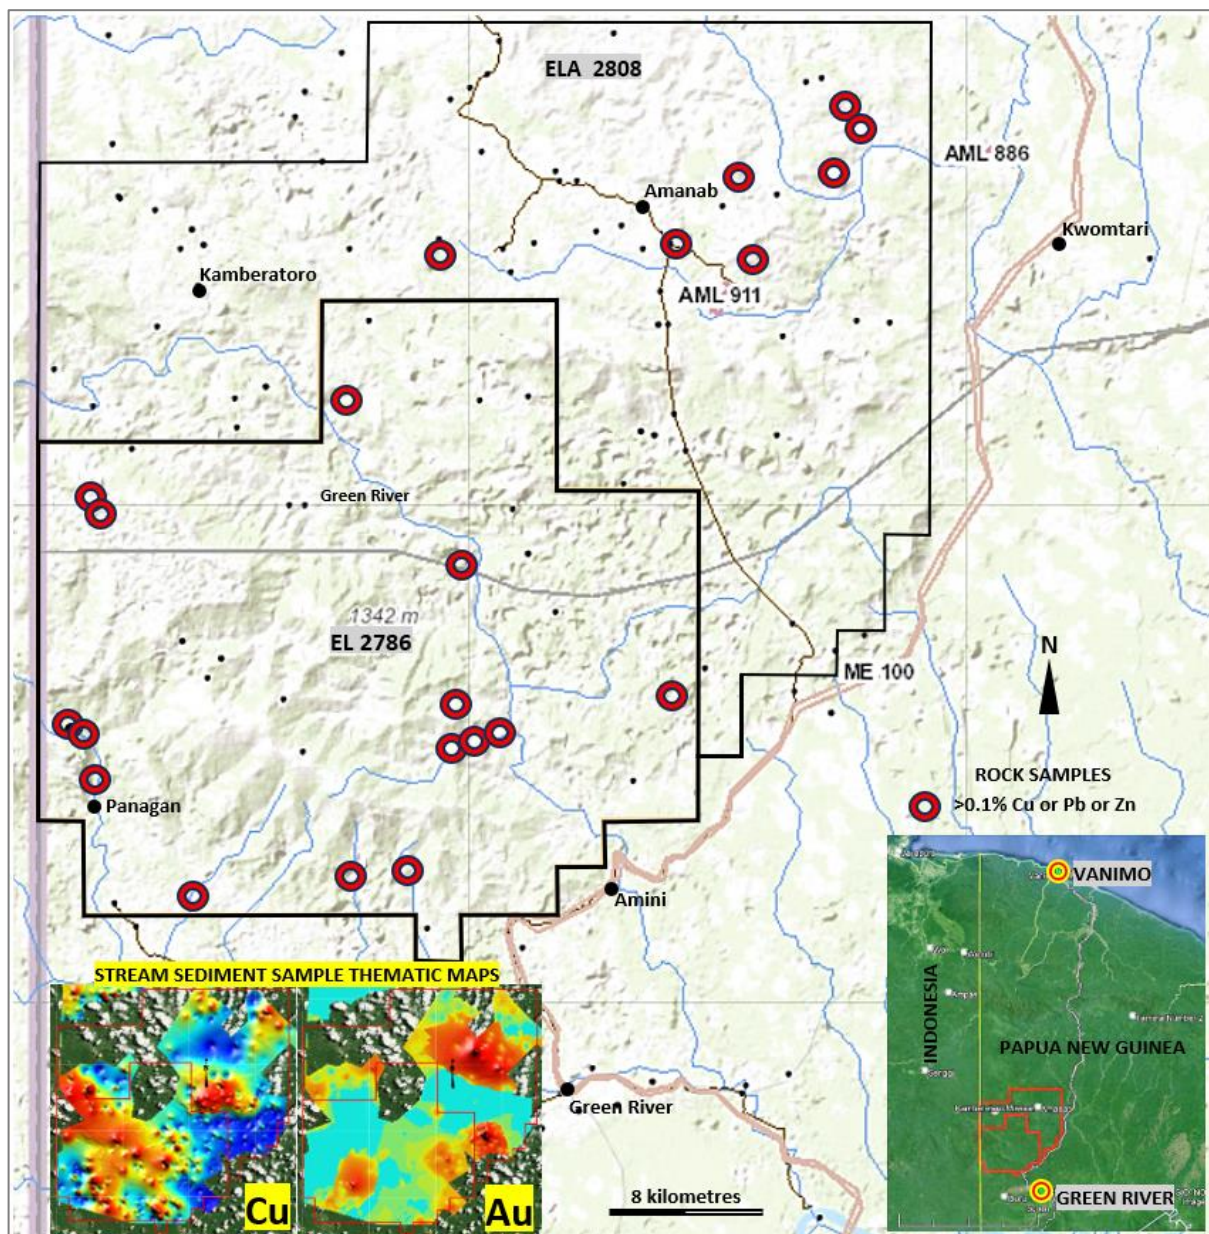 ELA 2808
AML 886
Amanab
Kwomtari
Kamberatoro
AML 911
Green River
1342 m
EL 2786
N
ME 100
ROCK SAMPLES
>0.1% Cu or Pb or Zn
Panagan
Amini
STREAM SEDIMENT SAMPLE THEMATIC MAPS
Cu
Au
Green River
8 kilometres
VANIMO
INDONESIA
PAPUA NEW GUINEA
GREEN RIVER